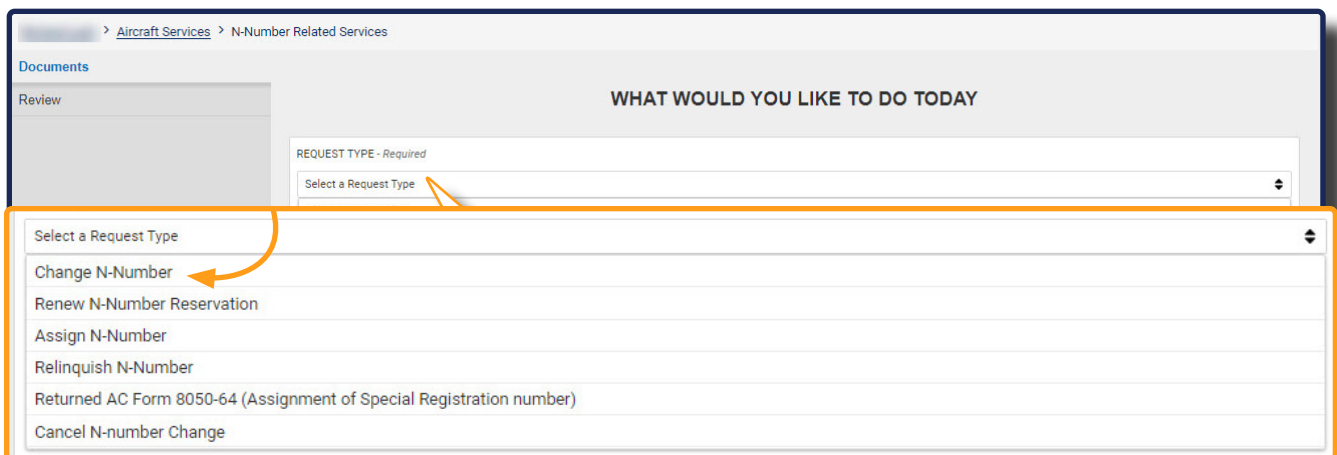 > Aircraft Services > N-Number Related Services
Documents
Review
WHAT WOULD YOU LIKE TO DO TODAY
REQUEST TYPE - Required
Select a Request Type
Select a Request Type
Change N-Number
Renew N-Number Reservation
Assign N-Number
Relinquish N-Number
Returned AC Form 8050-64 (Assignment of Special Registration number)
Cancel N-number Change